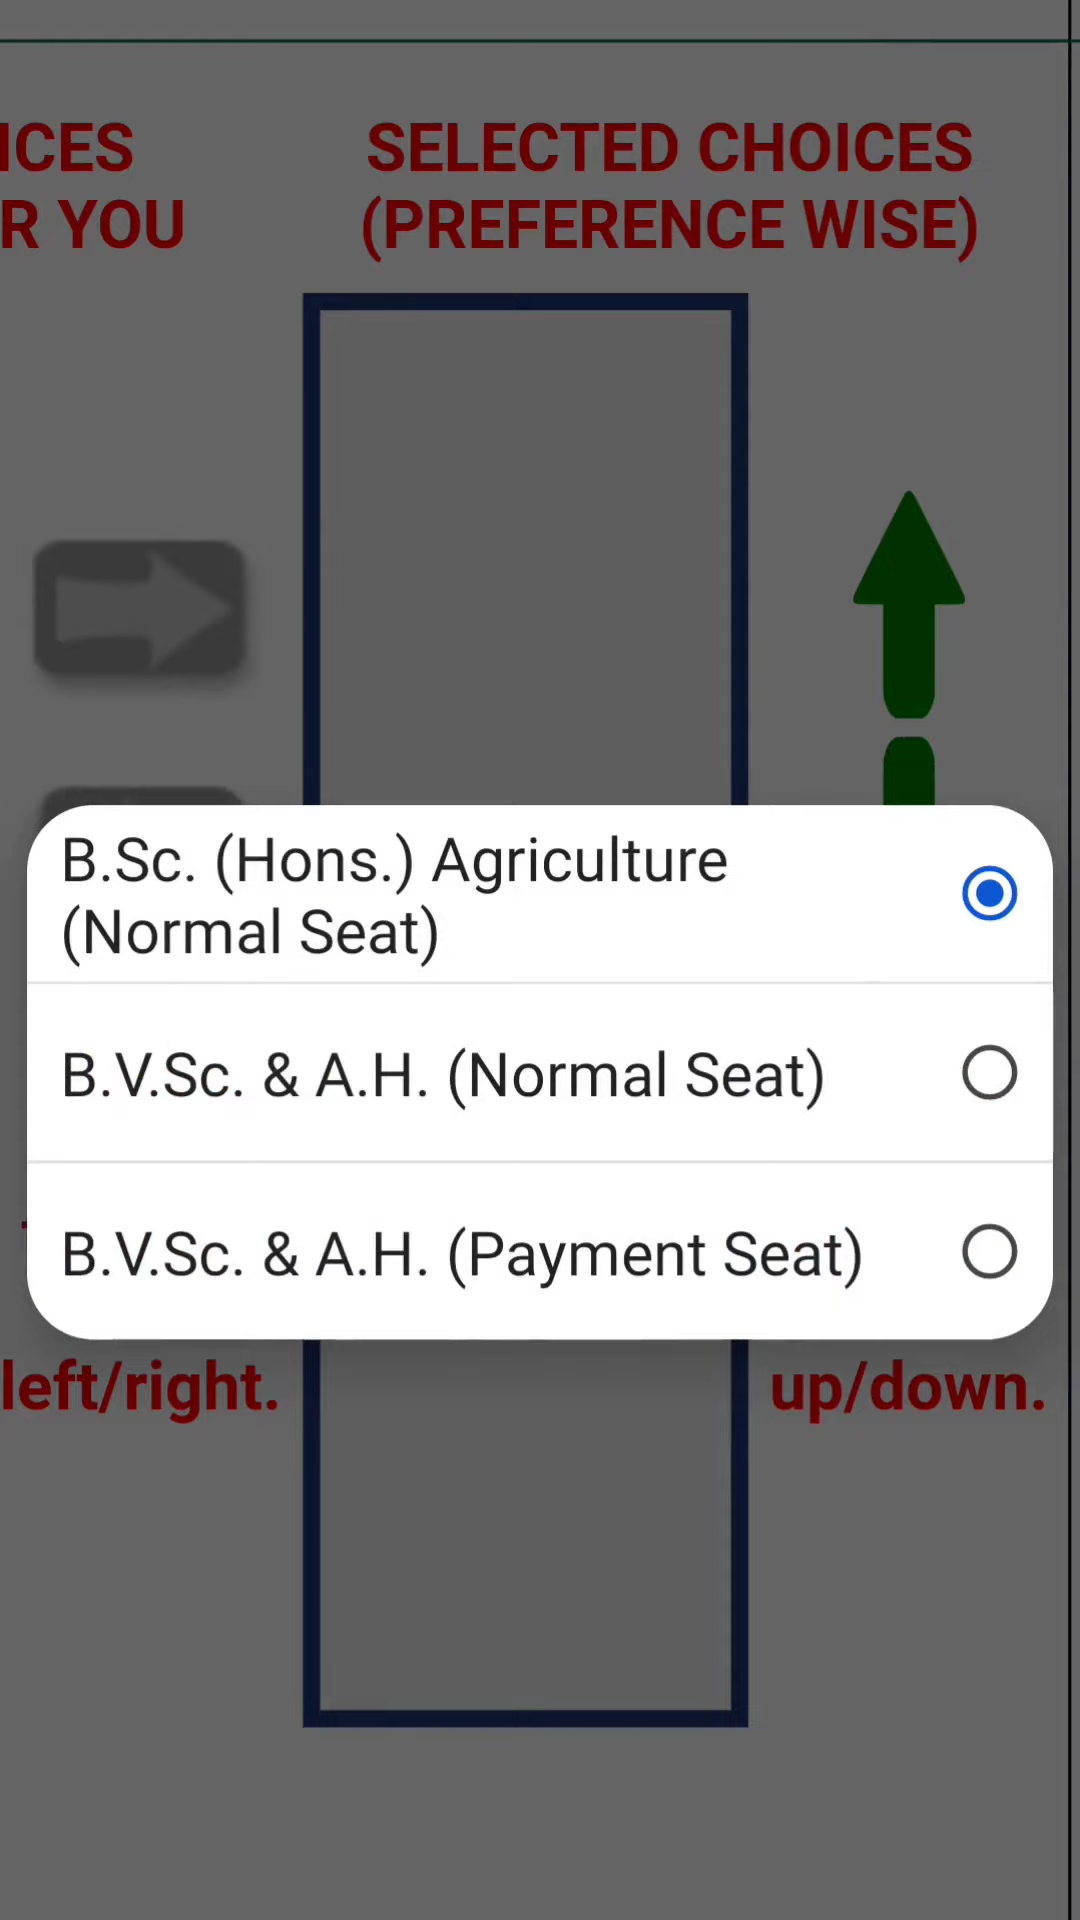 ICES
R YOU
SELECTED CHOICES
(PREFERENCE WISE)
B.Sc. (Hons.) Agriculture
(Normal Seat)
B.V.Sc. & A.H. (Normal Seat)
B.V.Sc. & A.H. (Payment Seat)
left/right.
up/down.